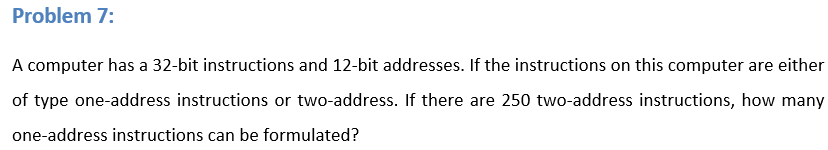 Problem 7:
A computer has a 32-bit instructions and 12-bit addresses. If the instructions on this computer are either
of type one-address instructions or two-address. If there are 250 two-address instructions, how many
one-address instructions can be formulated?